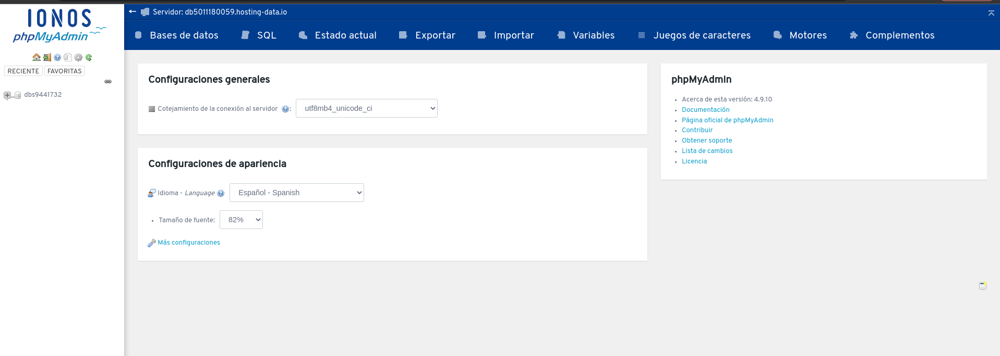 IONOS
phpMyAdmin
RECIENTE FAVORITAS
dbs9441732
Servidor: db5011180059.hosting-data.io
Bases de datos SQL Estado actual Exportar Importar Variables Juegos de caracteres Motores Complementos
Configuraciones generales
Cotejamiento de la conexión al servidor : utf8mb4_unicode_ci
Configuraciones de apariencia
Idioma - Language Español - Spanish
Tamaño de fuente: 82%
Más configuraciones
phpMyAdmin
Acerca de esta versión: 4.9.10
Documentación
Página oficial de phpMyAdmin
Contribuir
Obtener soporte
Lista de cambios
Licencia